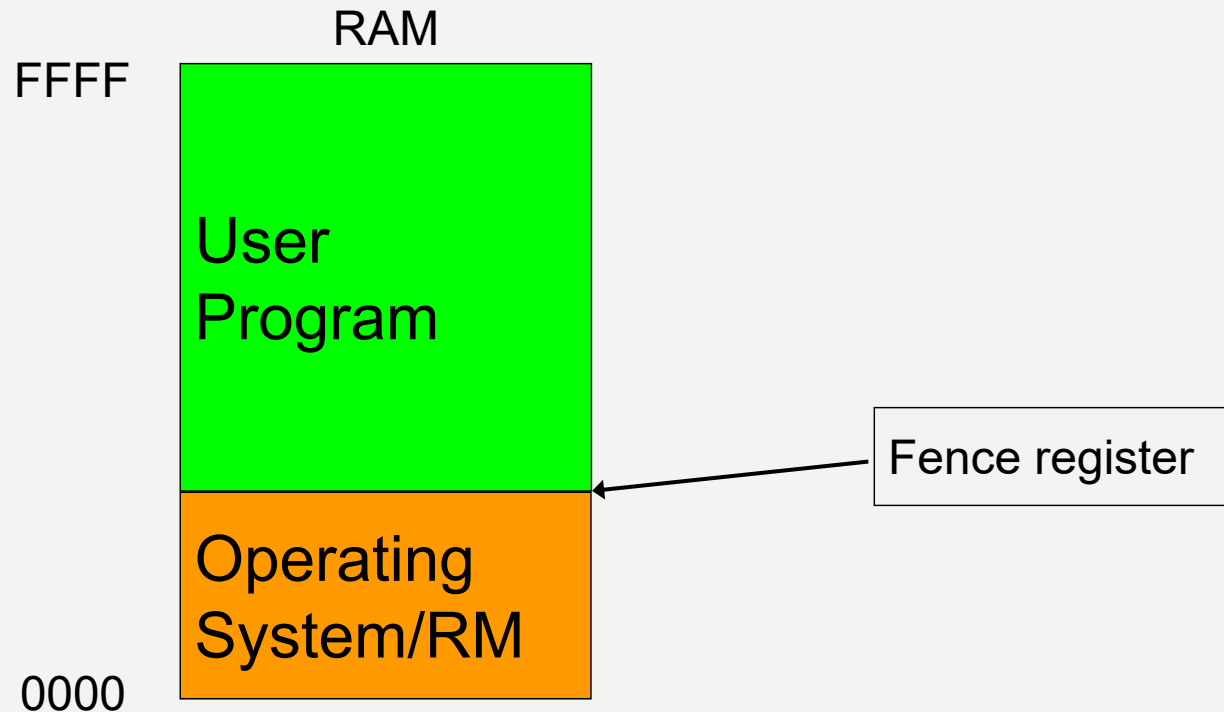 RAM
FFFF
User
Program
Fence register
Operating
System/RM
0000